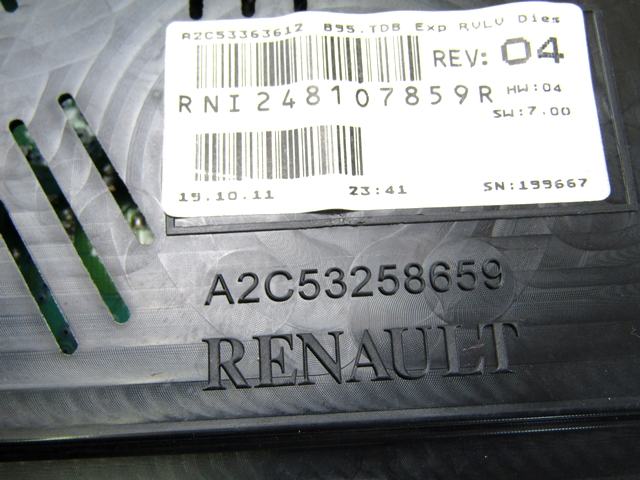 A2C53363612 B95.TDB Exp RVLV Dies
REV: 04
RNI248107859R HW:04
SW:7.00
19.10.11 23:41 SN:199667
A2C53258659
RENAULT